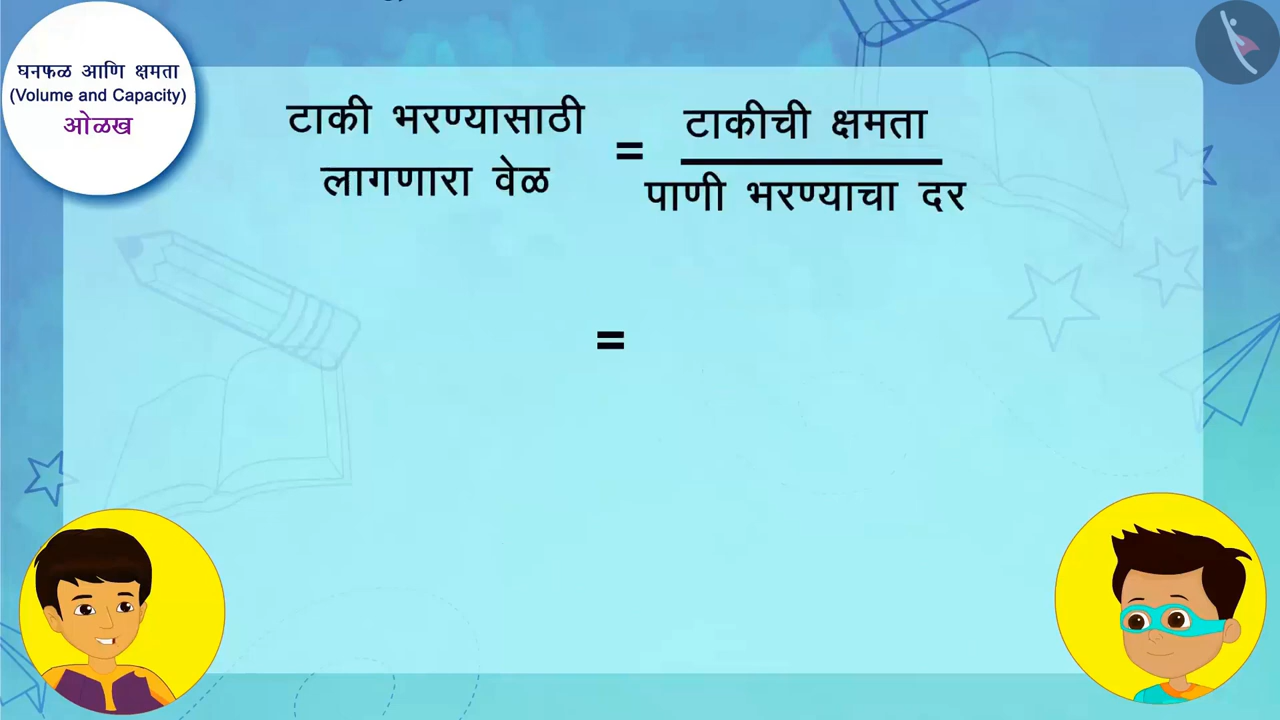 घनफळ आणि क्षमता
(Volume and Capacity)
ओळख
टाकी भरण्यासाठी
लागणारा वेळ
=
टाकीची क्षमता
पाणी भरण्याचा दर
=